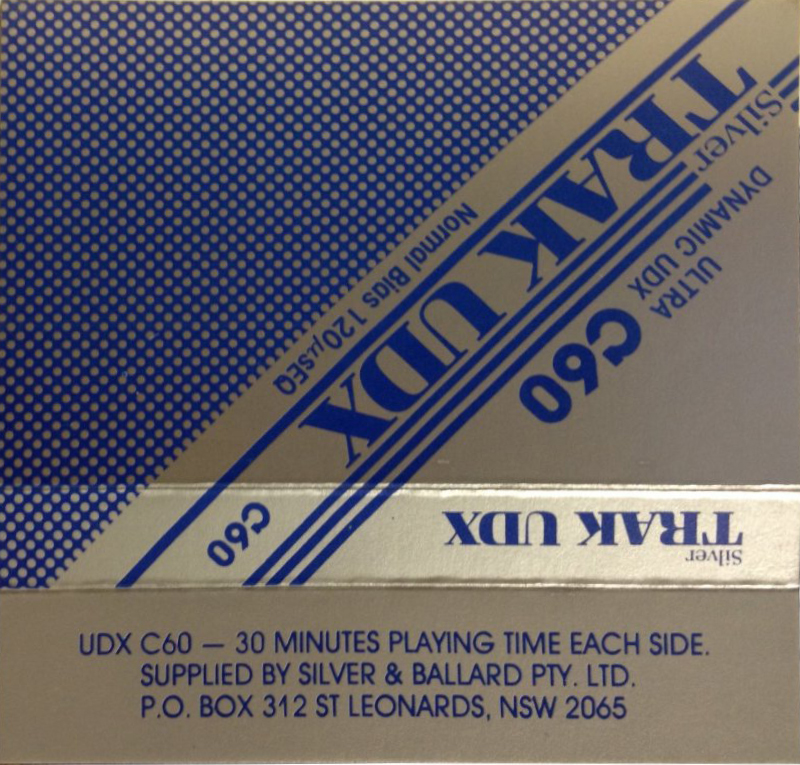 Silver
TRAK UDX
DYNAMIC UDX
ULTRA
C60
Normal Bias 120μSEQ
C60
Silver
TRAK UDX
UDX C60 — 30 MINUTES PLAYING TIME EACH SIDE.
SUPPLIED BY SILVER & BALLARD PTY. LTD.
P.O. BOX 312 ST LEONARDS, NSW 2065